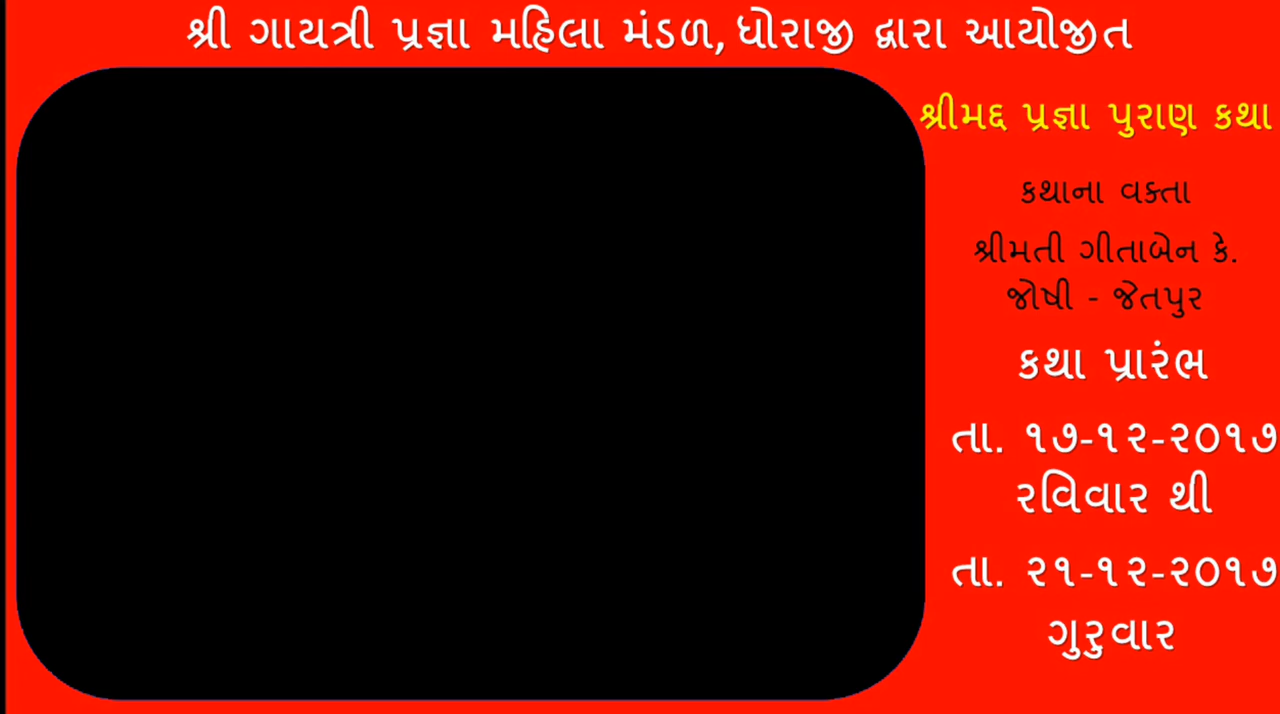 શ્રી ગાયત્રી પ્રજ્ઞા મહિલા મંડળ, ધોરાજી દ્વારા આયોજીત
શ્રીમદ્દ પ્રજ્ઞા પુરાણ કથા
કથાના વક્તા
શ્રીમતી ગીતાબેન કે.
જોષી - જેતપુર
કથા પ્રારંભ
તા. ૧૭-૧૨-૨૦૧૭
રવિવાર થી
તા. ૨૧-૧૨-૨૦૧૭
ગુરુવાર